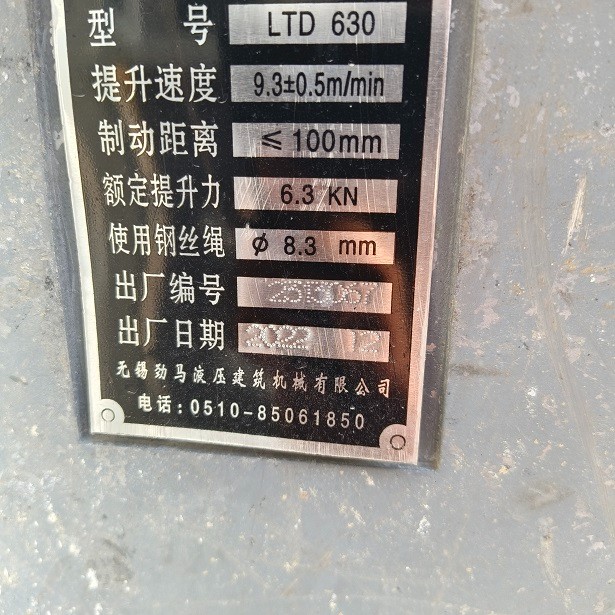 型 号 LTD 630
提升速度 9.3±0.5m/min
制动距离 ≤100mm
额定提升力 6.3 KN
使用钢丝绳 ϕ 8.3 mm
出厂编号
出厂日期 2022 12
无锡劲马液压建筑机械有限公司
电话:0510-85061850